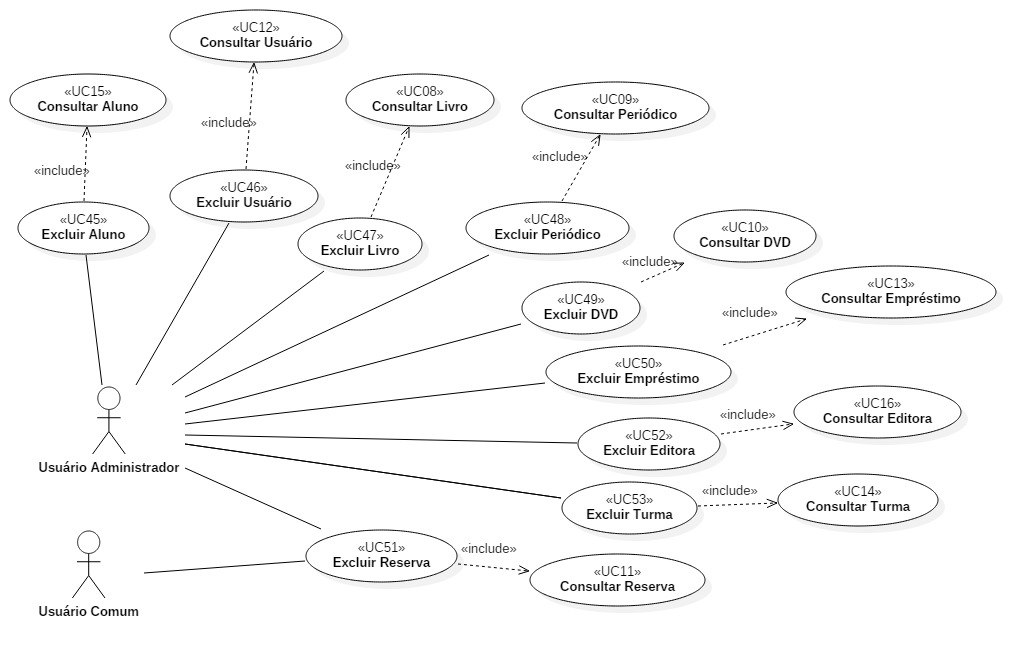 «UC12»
Consultar Usuário
«UC15»
Consultar Aluno
«UC08»
Consultar Livro
«UC09»
Consultar Periódico
«include»
«include»
«include»
«include»
«UC46»
Excluir Usuário
«UC45»
Excluir Aluno
«UC47»
Excluir Livro
«UC48»
Excluir Periódico
«UC10»
Consultar DVD
«include»
«UC49»
Excluir DVD
«UC13»
Consultar Empréstimo
«include»
«UC50»
Excluir Empréstimo
«UC16»
Consultar Editora
«include»
«UC52»
Excluir Editora
Usuário Administrador
«UC53»
Excluir Turma
«include»
«UC14»
Consultar Turma
«UC51»
Excluir Reserva
«include»
«UC11»
Consultar Reserva
Usuário Comum